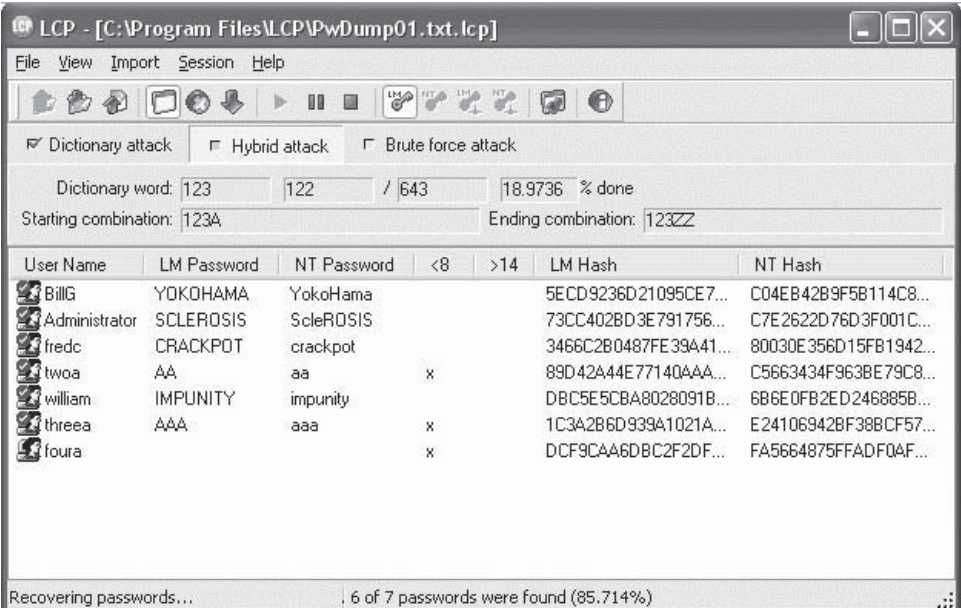 LCP - [C:\Program Files\LCP\PwDump01.txt.lcp]
File View Import Session Help
LM NT LM NT
Dictionary attack Hybrid attack Brute force attack
Dictionary word: 123 122 / 643 18.9736 % done
Starting combination: 123A Ending combination: 123ZZ
User Name LM Password NT Password <8 >14 LM Hash NT Hash
BillG YOKOHAMA YokoHama 5ECD9236D21095CE7... C04EB42B9F5B114C8...
Administrator SCLEROSIS ScleROSIS 73CC402BD3E791756... C7E2622D76D3F001C...
fredc CRACKPOT crackpot 3466C2B0487FE39A41... 80030E356D15FB1942...
twoa AA aa x 89D42A44E77140AAA... C5663434F963BE79C8...
william IMPUNITY impunity DBC5E5CBA8028091B... 6B6E0FB2ED246885B...
threea AAA aaa x 1C3A2B6D939A1021A... E24106942BF38BCF57...
foura x DCF9CAA6DBC2F2DF... FA5664875FFADF0AF...
Recovering passwords... 6 of 7 passwords were found (85.714%)